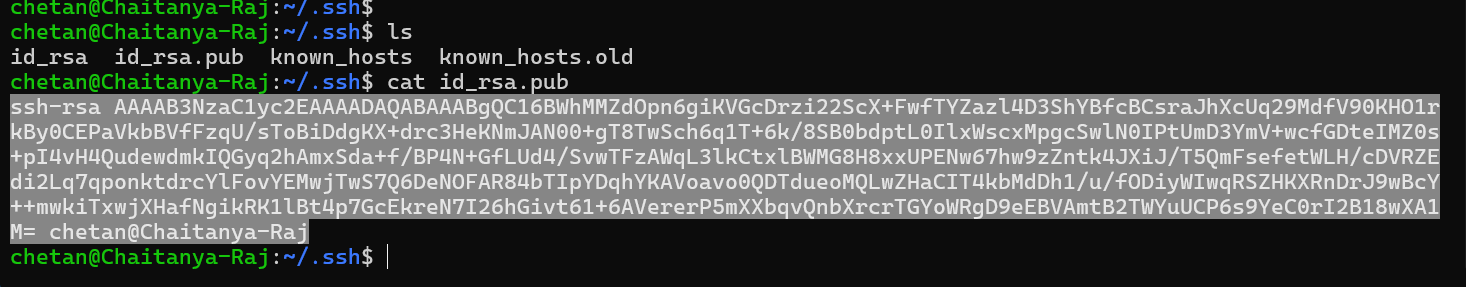 chetan@Chaitanya-Raj:~/.ssh$
chetan@Chaitanya-Raj:~/.ssh$ ls
id_rsa  id_rsa.pub  known_hosts  known_hosts.old
chetan@Chaitanya-Raj:~/.ssh$ cat id_rsa.pub
ssh-rsa AAAAB3NzaC1yc2EAAAADAQABAAABgQC16BWhMMZdOpn6giKVGcDrzi22ScX+FwfTYZazl4D3ShYBfcBCsraJhXcUq29MdfV90KHO1r
kBy0CEPaVkbBVfFzqU/sToBiDdgKX+drc3HeKNmJAN00+gT8TwSch6q1T+6k/8SB0bdptL0IlxWscxMpgcSwlN0IPtUmD3YmV+wcfGDteIMZ0s
+pI4vH4QudewdmkIQGyq2hAmxSda+f/BP4N+GfLUd4/SvwTFzAWqL3lkCtxlBWMG8H8xxUPENw67hw9zZntk4JXiJ/T5QmFsefetWLH/cDVRZE
di2Lq7qponktdrcYlFovYEMwjTwS7Q6DeNOFAR84bTIpYDqhYKAVoavo0QDTdueoMQLwZHaCIT4kbMdDh1/u/fODiyWIwqRSZHKXRnDrJ9wBcY
++mwkiTxwjXHafNgikRK1lBt4p7GcEkreN7I26hGivt61+6AVererP5mXXbqvQnbXrcrTGYoWRgD9eEBVAmtB2TWYuUCP6s9YeC0rI2B18wXA1
M= chetan@Chaitanya-Raj
chetan@Chaitanya-Raj:~/.ssh$